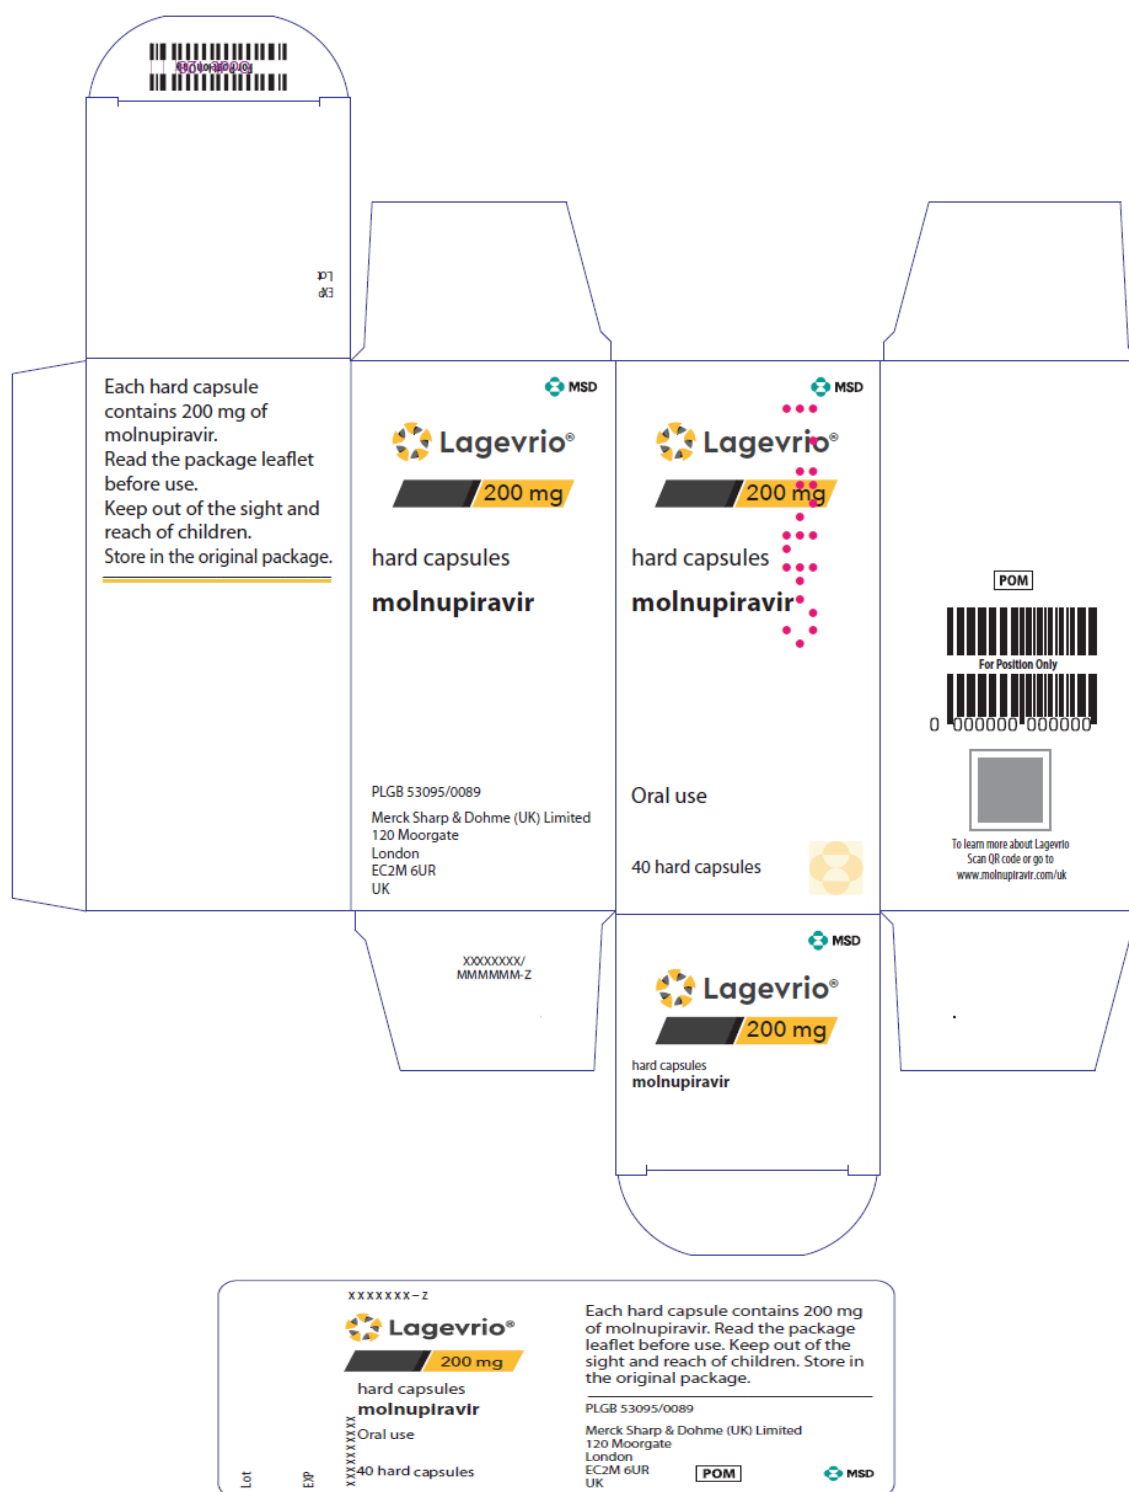 For Position Only
Lot
EXP
Each hard capsule
contains 200 mg of
molnupiravir.
Read the package leaflet
before use.
Keep out of the sight and
reach of children.
Store in the original package.
MSD
Lagevrio®
200 mg
hard capsules
molnupiravir
PLGB 53095/0089
Merck Sharp & Dohme (UK) Limited
120 Moorgate
London
EC2M 6UR
UK
XXXXXXXX/
MMMMMM-Z
MSD
Lagevrio®
200 mg
hard capsules
molnupiravir
Oral use
40 hard capsules
MSD
Lagevrio®
200 mg
hard capsules
molnupiravir
POM
For Position Only
0 000000 000000
To learn more about Lagevrio
Scan QR code or go to
www.molnupiravir.com/uk
Lot
EXP
XXXXXXX-Z
Lagevrio®
200 mg
hard capsules
molnupiravir
Oral use
40 hard capsules
XXXXXXXXXX
Each hard capsule contains 200 mg
of molnupiravir. Read the package
leaflet before use. Keep out of the
sight and reach of children. Store in
the original package.
PLGB 53095/0089
Merck Sharp & Dohme (UK) Limited
120 Moorgate
London
EC2M 6UR
UK
POM
MSD